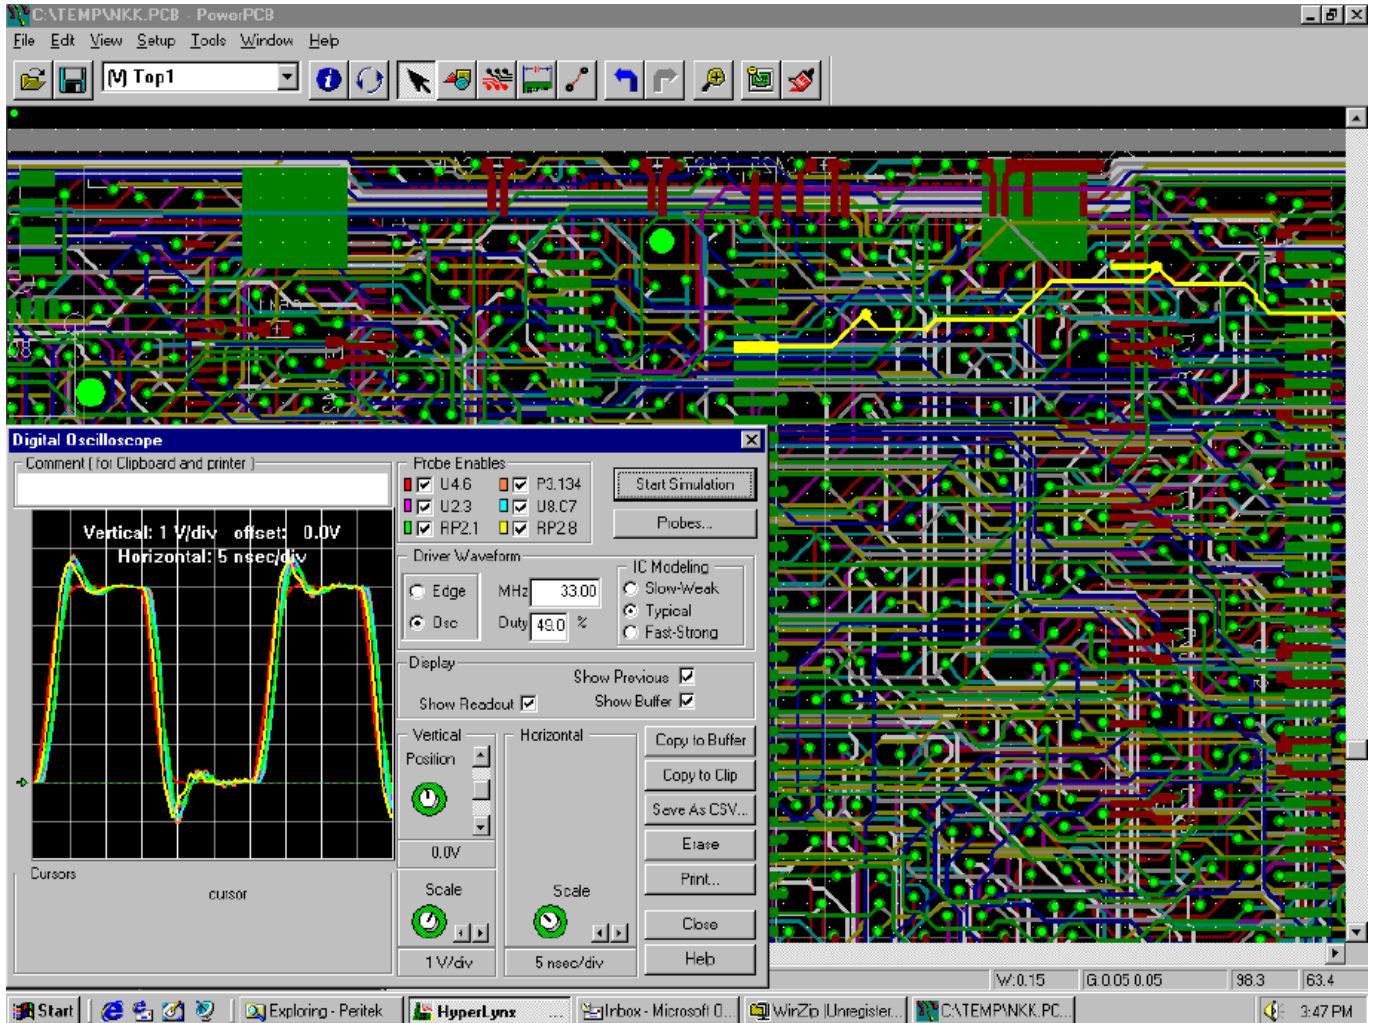 C:\TEMP\NKK.PCB - PowerPCB
File Edit View Setup Tools Window Help
(V) Top1
Digital Oscilloscope
Comment ( for Clipboard and printer )
Vertical: 1 V/div offset: 0.0V
Horizontal: 5 nsec/div
Cursors
cursor
Probe Enables
U4.6 P3.134
U2.3 U8.C7
RP2.1 RP2.8
Start Simulation
Probes...
Driver Waveform
Edge MHz 33.00
Osc Duty 49.0 %
IC Modeling
Slow-Weak
Typical
Fast-Strong
Display
Show Previous
Show Readout Show Buffer
Vertical
Position
0.0V
Scale
1 V/div
Horizontal
Scale
5 nsec/div
Copy to Buffer
Copy to Clip
Save As CSV...
Erase
Print...
Close
Help
W:0.15 G:0.05 0.05 98.3 63.4
Start Exploring - Peritek HyperLynx ... Inbox - Microsoft O... WinZip (Unregister... C:\TEMP\NKK.PC... 3:47 PM